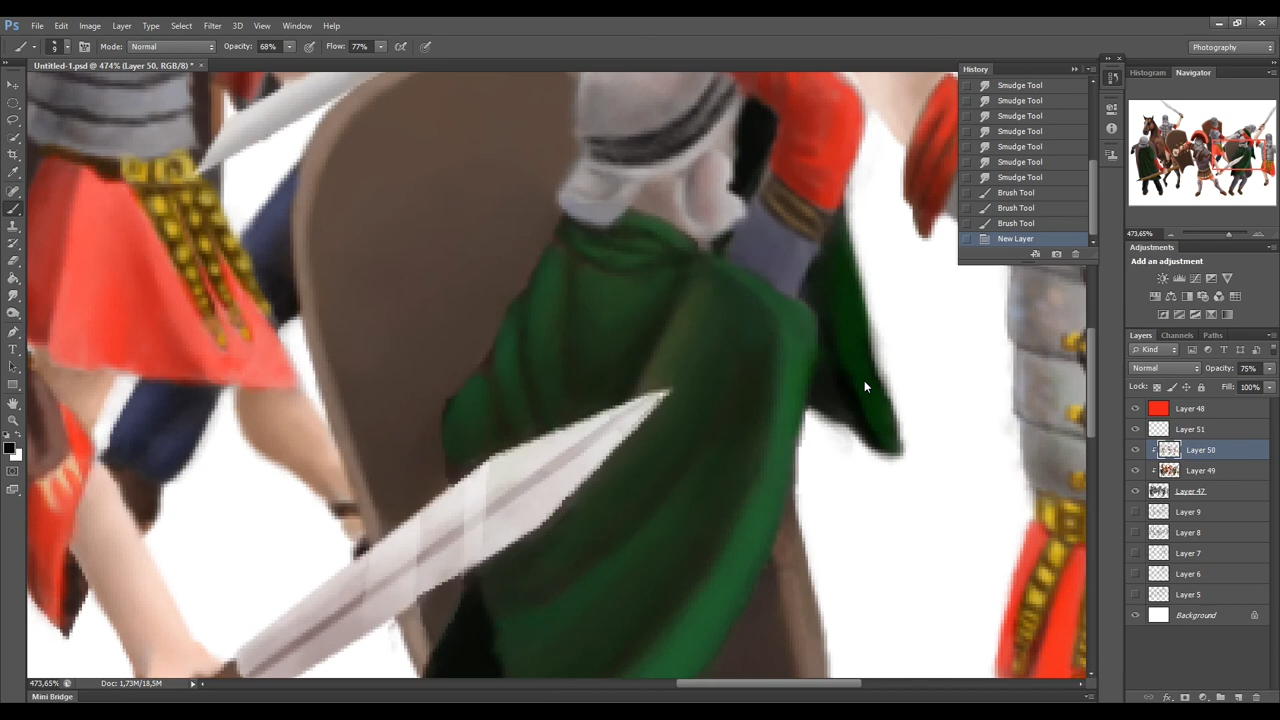 Ps File Edit Image Layer Type Select Filter 3D View Window Help
9 Mode: Normal Opacity: 68% Flow: 77% Photography
Untitled-1.psd @ 474% (Layer 50, RGB/8) * ×
History
Smudge Tool
Smudge Tool
Smudge Tool
Smudge Tool
Smudge Tool
Smudge Tool
Smudge Tool
Brush Tool
Brush Tool
Brush Tool
New Layer
Histogram Navigator
473,65%
Adjustments
Add an adjustment
Layers Channels Paths
Kind
Normal Opacity: 75%
Lock: Fill: 100%
Layer 48
Layer 51
Layer 50
Layer 49
Layer 47
Layer 9
Layer 8
Layer 7
Layer 6
Layer 5
Background
473,65% Doc: 1,73M/18,5M
Mini Bridge